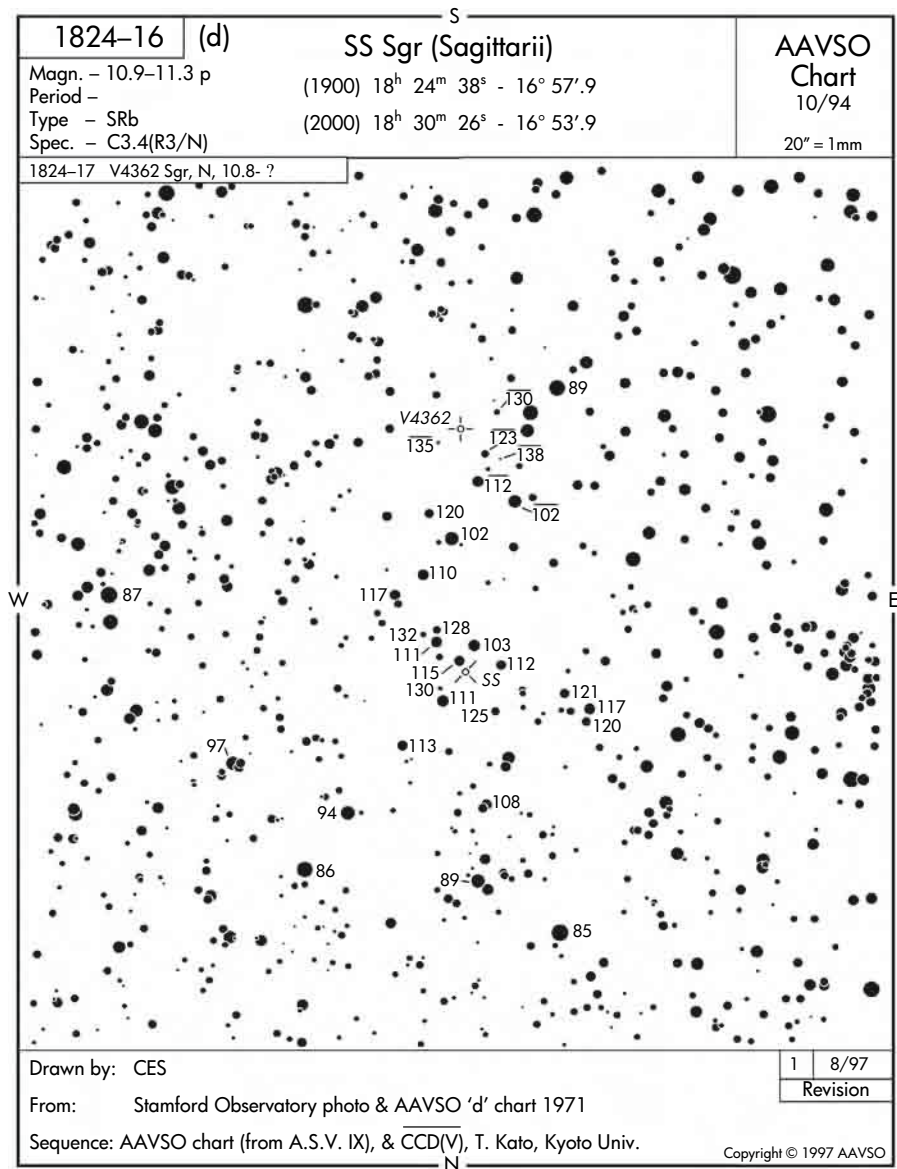 S
1824–16 (d)
SS Sgr (Sagittarii)
AAVSO
Chart
10/94
20″ = 1mm
Magn. – 10.9–11.3 p
Period –
Type – SRb
Spec. – C3.4(R3/N)
(1900) 18h 24m 38s - 16° 57′.9
(2000) 18h 30m 26s - 16° 53′.9
1824–17 V4362 Sgr, N, 10.8- ?
89
130
V4362
135
123
138
112
102
120
102
110
W
87
117
E
132
128
103
111
112
115
SS
130
111
121
125
117
120
97
113
108
94
86
89
85
Drawn by: CES
1 8/97
Revision
From: Stamford Observatory photo & AAVSO 'd' chart 1971
Sequence: AAVSO chart (from A.S.V. IX), & CCD(V), T. Kato, Kyoto Univ.
Copyright © 1997 AAVSO
N